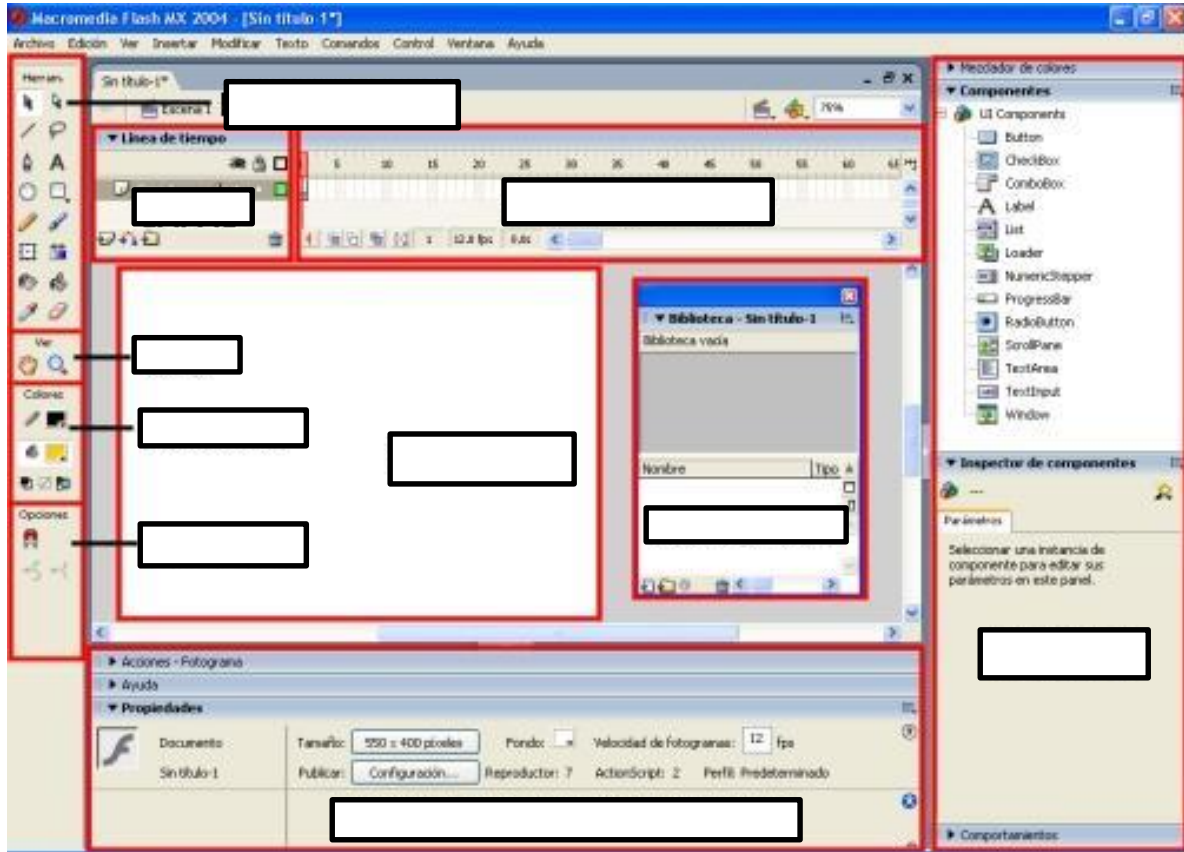 Macromedia Flash MX 2004 - [Sin título-1*]
Archivo Edición Ver Insertar Modificar Texto Comandos Control Ventana Ayuda
Herram.
Sin título-1*
Escena 1
79%
Línea de tiempo
5 10 15 20 25 30 35 40 45 50 55 60 65
1 12.0 fps 0.0s
Ver
Colores
Opciones
Biblioteca - Sin título-1
Biblioteca vacía
Nombre Tipo
Mezclador de colores
Componentes
UI Components
Button
CheckBox
ComboBox
Label
List
Loader
NumericStepper
ProgressBar
RadioButton
ScrollPane
TextArea
TextInput
Window
Inspector de componentes
---
Parámetros
Seleccionar una instancia de
componente para editar sus
parámetros en este panel.
Comportamientos
Acciones - Fotograma
Ayuda
Propiedades
Documento
Sin título-1
Tamaño: 550 x 400 píxeles Fondo: Velocidad de fotogramas: 12 fps
Publicar: Configuración... Reproductor: 7 ActionScript: 2 Perfil: Predeterminado